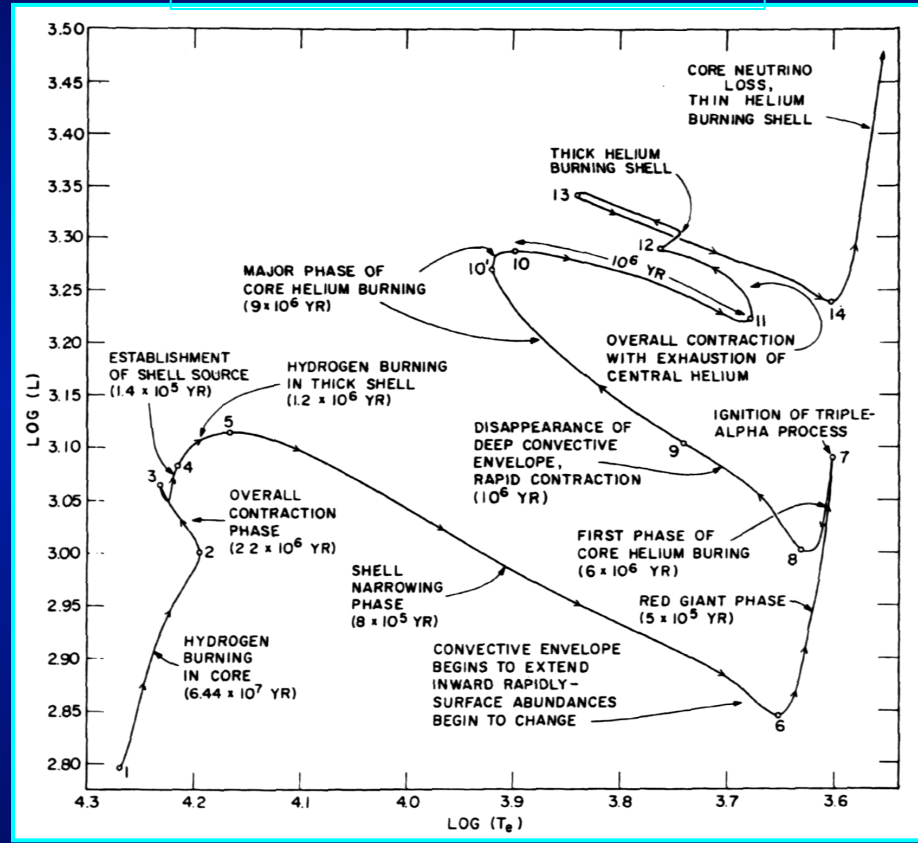 3.50
3.45
3.40
3.35
3.30
3.25
3.20
3.15
3.10
3.05
3.00
2.95
2.90
2.85
2.80
LOG (L)
4.3
4.2
4.1
4.0
3.9
3.8
3.7
3.6
LOG (Te)
CORE NEUTRINO
LOSS,
THIN HELIUM
BURNING SHELL
THICK HELIUM
BURNING SHELL
13
12
10
10'
10⁶ YR
11
14
MAJOR PHASE OF
CORE HELIUM BURNING
(9 x 10⁶ YR)
OVERALL CONTRACTION
WITH EXHAUSTION OF
CENTRAL HELIUM
ESTABLISHMENT
OF SHELL SOURCE
(1.4 x 10⁵ YR)
HYDROGEN BURNING
IN THICK SHELL
(1.2 x 10⁶ YR)
5
4
3
DISAPPEARANCE OF
DEEP CONVECTIVE
ENVELOPE,
RAPID CONTRACTION
(10⁶ YR)
9
IGNITION OF TRIPLE-
ALPHA PROCESS
7
OVERALL
CONTRACTION
PHASE
(2.2 x 10⁶ YR)
2
FIRST PHASE OF
CORE HELIUM BURING
(6 x 10⁶ YR)
8
SHELL
NARROWING
PHASE
(8 x 10⁵ YR)
RED GIANT PHASE
(5 x 10⁵ YR)
HYDROGEN
BURNING
IN CORE
(6.44 x 10⁷ YR)
CONVECTIVE ENVELOPE
BEGINS TO EXTEND
INWARD RAPIDLY-
SURFACE ABUNDANCES
BEGIN TO CHANGE
6
1